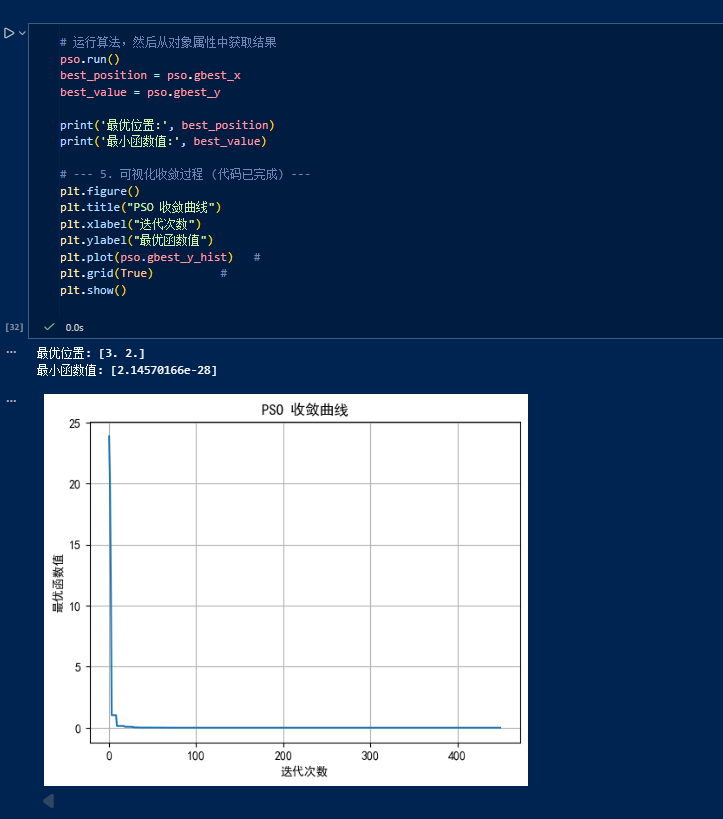 # 运行算法，然后从对象属性中获取结果
pso.run()
best_position = pso.gbest_x
best_value = pso.gbest_y
print('最优位置:', best_position)
print('最小函数值:', best_value)
# --- 5. 可视化收敛过程 (代码已完成) ---
plt.figure()
plt.title("PSO 收敛曲线")
plt.xlabel("迭代次数")
plt.ylabel("最优函数值")
plt.plot(pso.gbest_y_hist)   #
plt.grid(True)          #
plt.show()
[32]
0.0s
最优位置: [3. 2.]
最小函数值: [2.14570166e-28]
PSO 收敛曲线
25
20
15
10
5
0
最优函数值
0 100 200 300 400
迭代次数